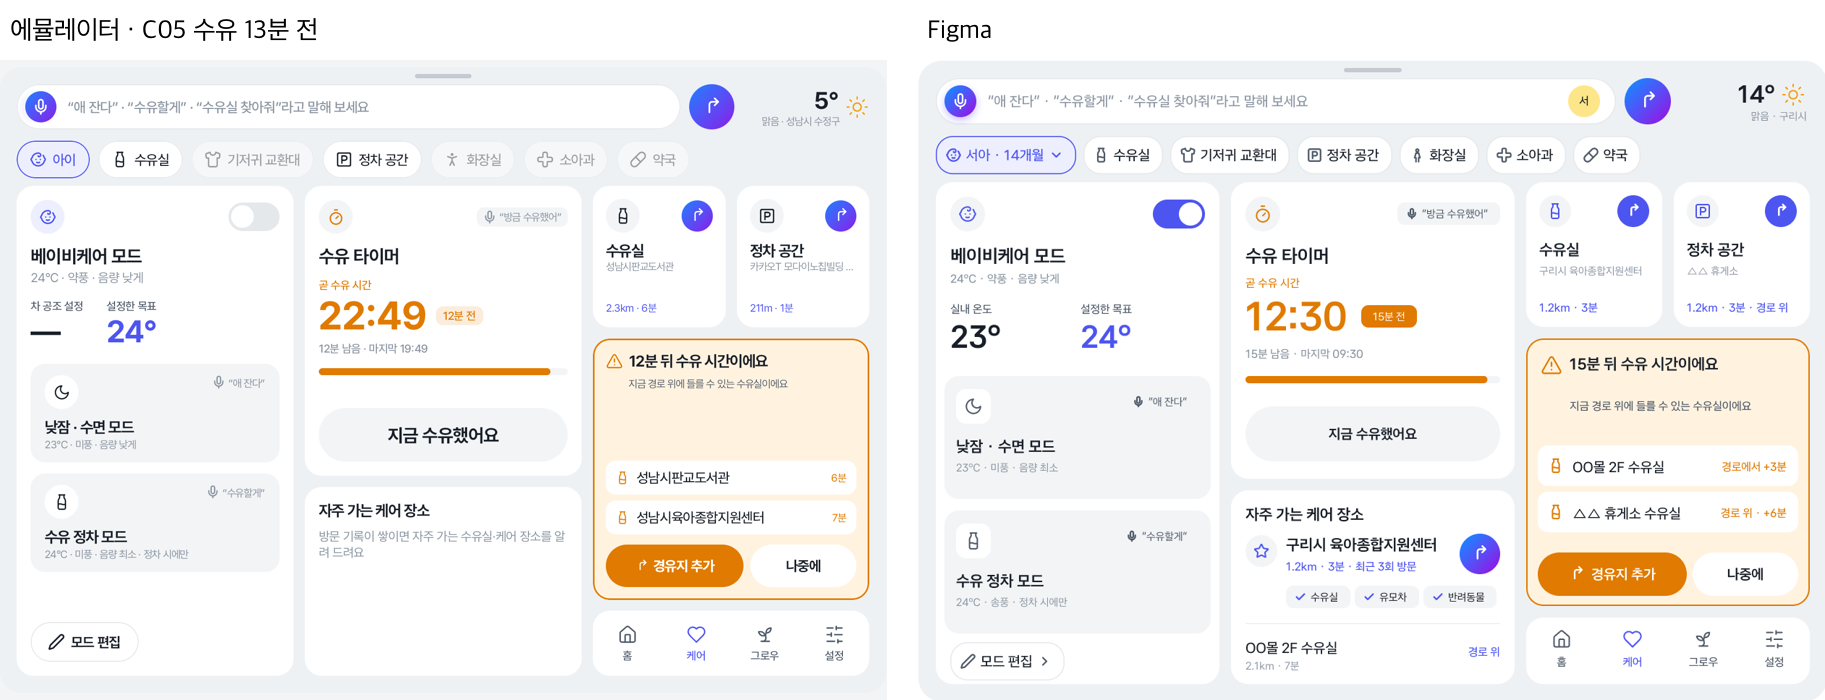 에뮬레이터 · C05 수유 13분 전
“애 잔다” · “수유할게” · “수유실 찾아줘”라고 말해 보세요
5°
맑음 · 성남시 수정구
아이
수유실
기저귀 교환대
정차 공간
화장실
소아과
약국
베이비케어 모드
24°C · 약풍 · 음량 낮게
차 공조 설정
설정한 목표
—
24°
“애 잔다”
낮잠 · 수면 모드
23°C · 미풍 · 음량 낮게
“수유할게”
수유 정차 모드
24°C · 미풍 · 음량 최소 · 정차 시에만
모드 편집
“방금 수유했어”
수유 타이머
곧 수유 시간
22:49
12분 전
12분 남음 · 마지막 19:49
지금 수유했어요
자주 가는 케어 장소
방문 기록이 쌓이면 자주 가는 수유실·케어 장소를 알
려 드려요
수유실
성남시판교도서관
2.3km · 6분
정차 공간
카카오T 모다이노칩빌딩 ...
211m · 1분
12분 뒤 수유 시간이에요
지금 경로 위에 들를 수 있는 수유실이에요
성남시판교도서관
6분
성남시육아종합지원센터
7분
경유지 추가
나중에
홈
케어
그로우
설정
Figma
“애 잔다” · “수유할게” · “수유실 찾아줘”라고 말해 보세요
서
14°
맑음 · 구리시
서아 · 14개월
수유실
기저귀 교환대
정차 공간
화장실
소아과
약국
베이비케어 모드
24°C · 약풍 · 음량 낮게
실내 온도
설정한 목표
23°
24°
“애 잔다”
낮잠 · 수면 모드
23°C · 미풍 · 음량 최소
“수유할게”
수유 정차 모드
24°C · 송풍 · 정차 시에만
모드 편집
“방금 수유했어”
수유 타이머
곧 수유 시간
12:30
15분 전
15분 남음 · 마지막 09:30
지금 수유했어요
자주 가는 케어 장소
구리시 육아종합지원센터
1.2km · 3분 · 최근 3회 방문
수유실
유모차
반려동물
OO몰 2F 수유실
2.1km · 7분
경로 위
수유실
구리시 육아종합지원센터
1.2km · 3분
정차 공간
△△ 휴게소
1.2km · 3분 · 경로 위
15분 뒤 수유 시간이에요
지금 경로 위에 들를 수 있는 수유실이에요
OO몰 2F 수유실
경로에서 +3분
△△ 휴게소 수유실
경로 위 · +6분
경유지 추가
나중에
홈
케어
그로우
설정